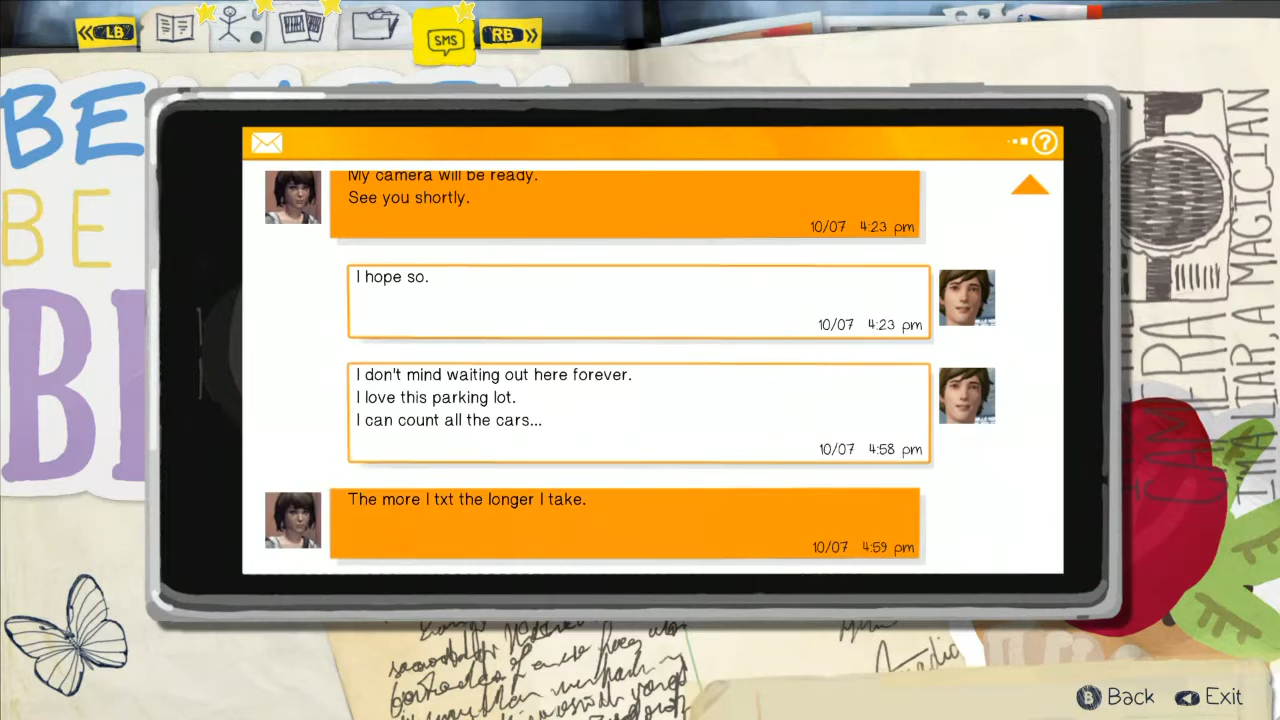 LB
SMS
RB
?
My camera will be ready.
See you shortly.
10/07 4:23 pm
I hope so.
10/07 4:23 pm
I don't mind waiting out here forever.
I love this parking lot.
I can count all the cars...
10/07 4:58 pm
The more I txt the longer I take.
10/07 4:59 pm
BE
BE
CAMERA
LIAR, A MAGICIAN
B Back
Exit